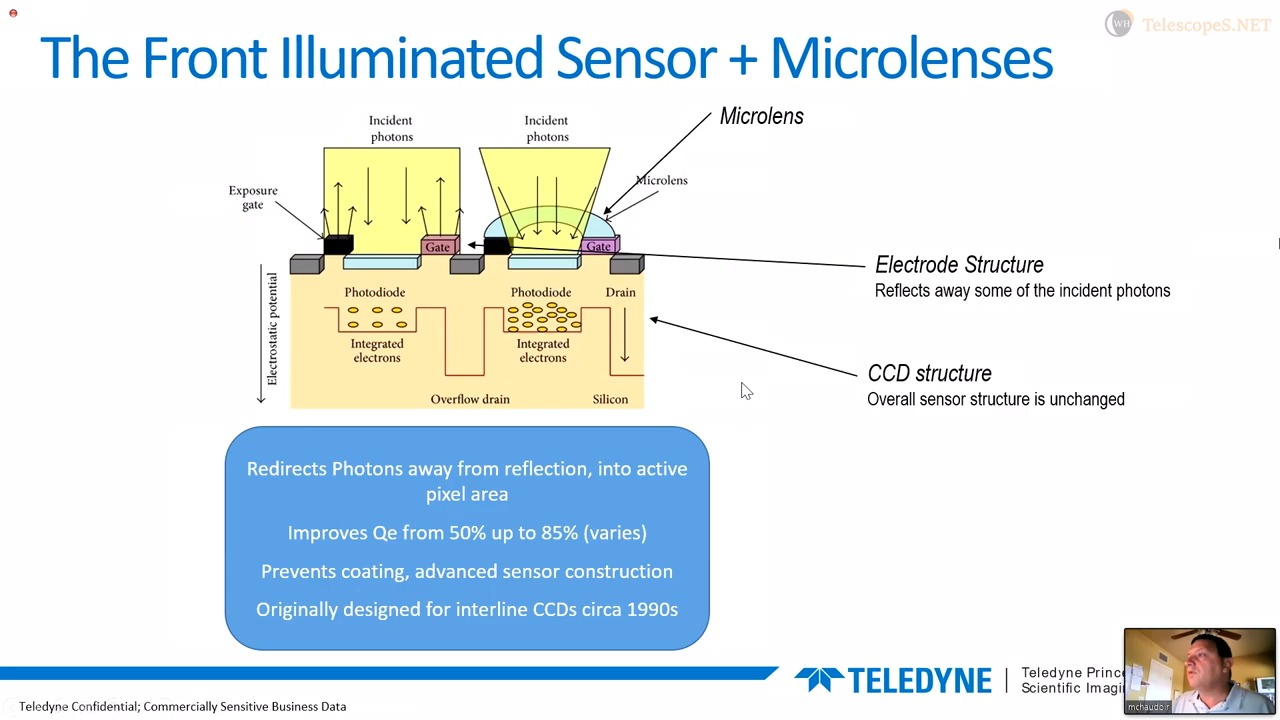 WH TelescopeS.NET
The Front Illuminated Sensor + Microlenses
Incident
photons
Incident
photons
Microlens
Exposure
gate
Microlens
Gate
Gate
Electrode Structure
Reflects away some of the incident photons
Electrostatic potential
Photodiode
Photodiode
Drain
Integrated
electrons
Integrated
electrons
CCD structure
Overall sensor structure is unchanged
Overflow drain
Silicon
Redirects Photons away from reflection, into active
pixel area
Improves Qe from 50% up to 85% (varies)
Prevents coating, advanced sensor construction
Originally designed for interline CCDs circa 1990s
TELEDYNE
Teledyne Princ
Scientific Imagi
mchaudoir
Teledyne Confidential; Commercially Sensitive Business Data